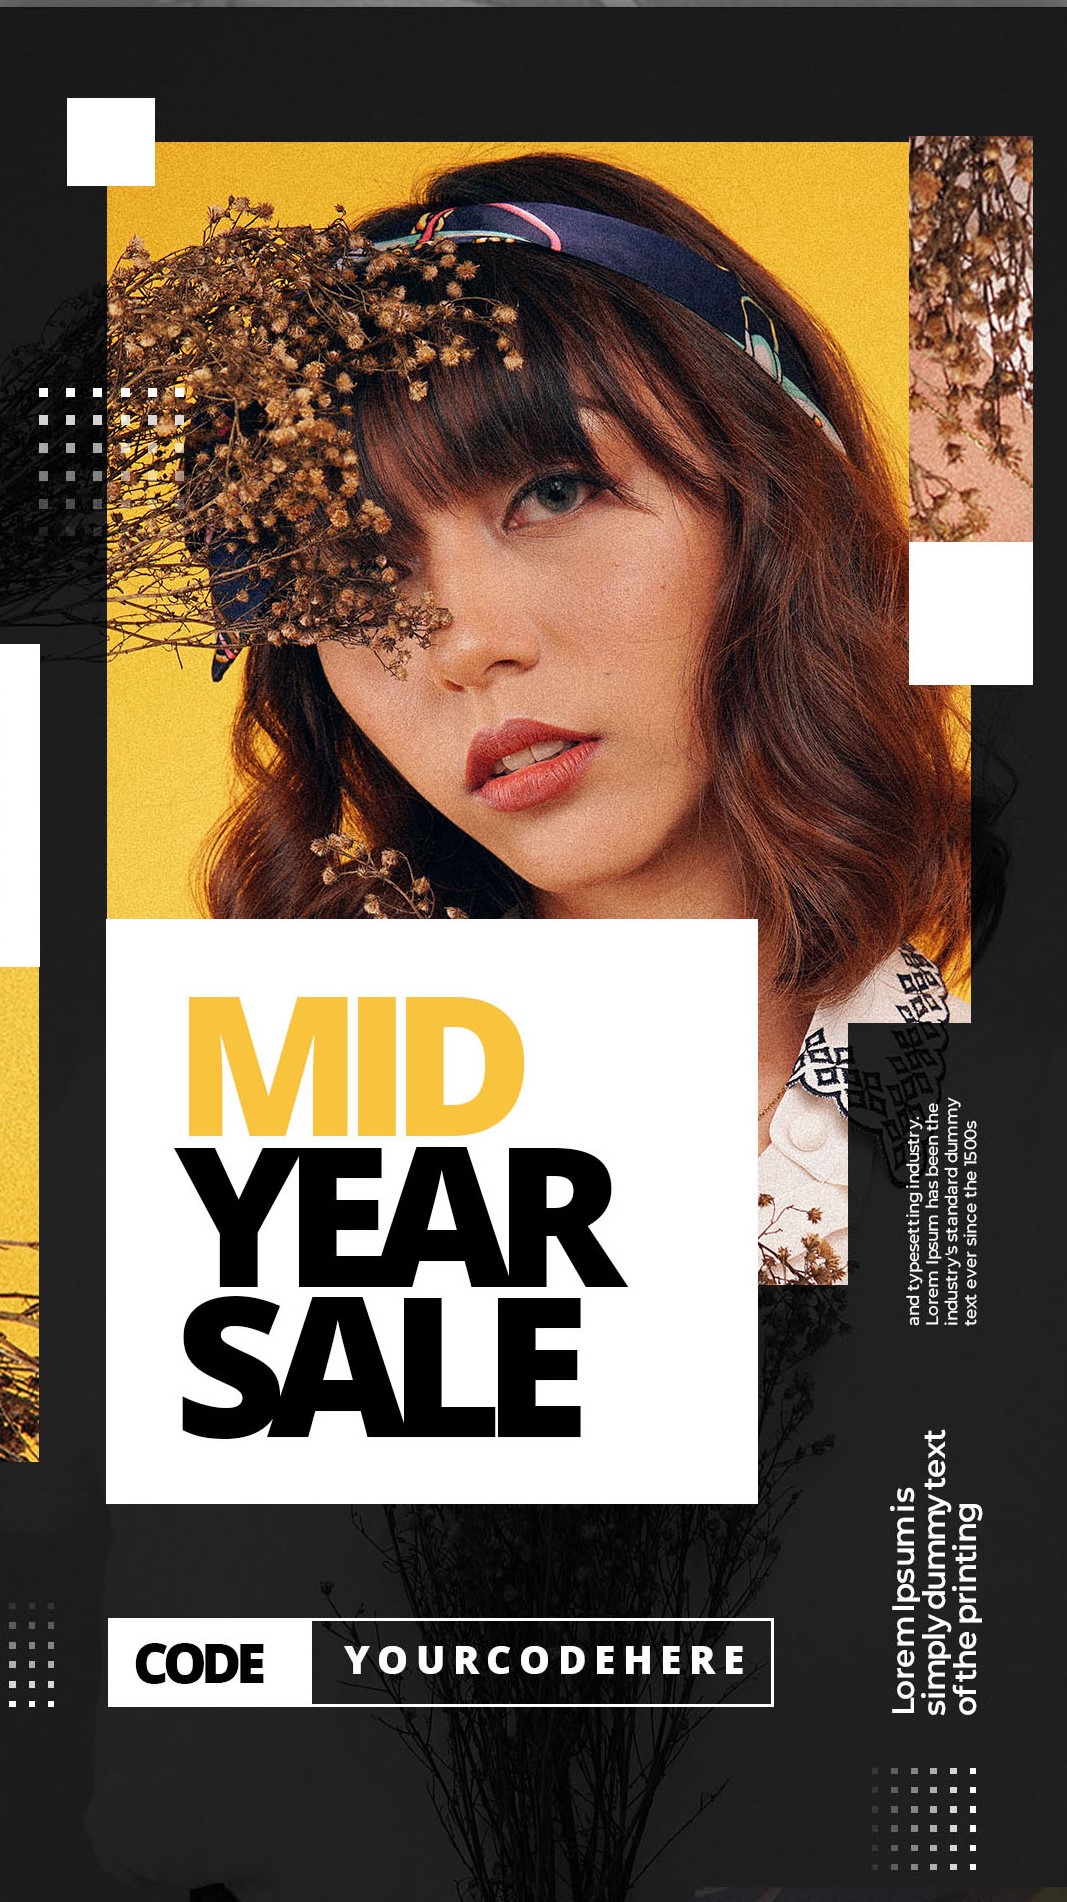 MID
YEAR
SALE
and typesetting industry.
Lorem Ipsum has been the
industry's standard dummy
text ever since the 1500s
Lorem Ipsum is
simply dummy text
of the printing
CODE
YOURCODEHERE